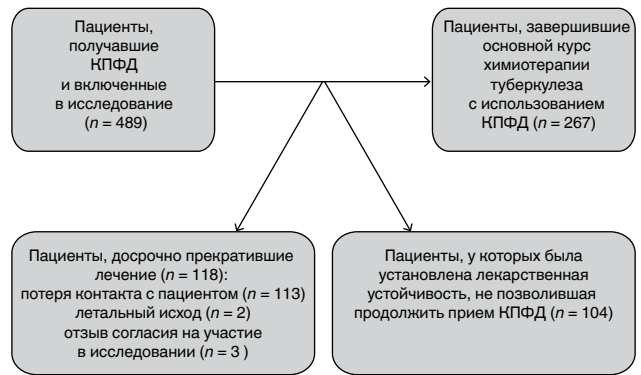 Пациенты,
получавшие
КПФД
и включенные
в исследование
(n = 489)
Пациенты, завершившие
основной курс
химиотерапии
туберкулеза
с использованием
КПФД (n = 267)
Пациенты, досрочно прекратившие
лечение (n = 118):
потеря контакта с пациентом (n = 113)
летальный исход (n = 2)
отзыв согласия на участие
в исследовании (n = 3 )
Пациенты, у которых была
установлена лекарственная
устойчивость, не позволившая
продолжить прием КПФД (n = 104)